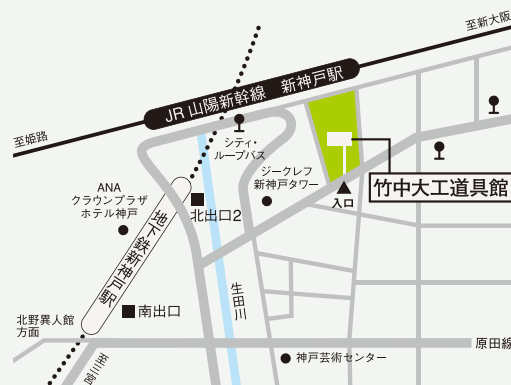 至新大阪
JR 山陽新幹線 新神戸駅
至姫路
シティ・
ループバス
ジークレフ
新神戸タワー
竹中大工道具館
入口
ANA
クラウンプラザ
ホテル神戸
北出口2
地下鉄新神戸駅
生田川
南出口
北野異人館
方面
原田線
至三宮
神戸芸術センター